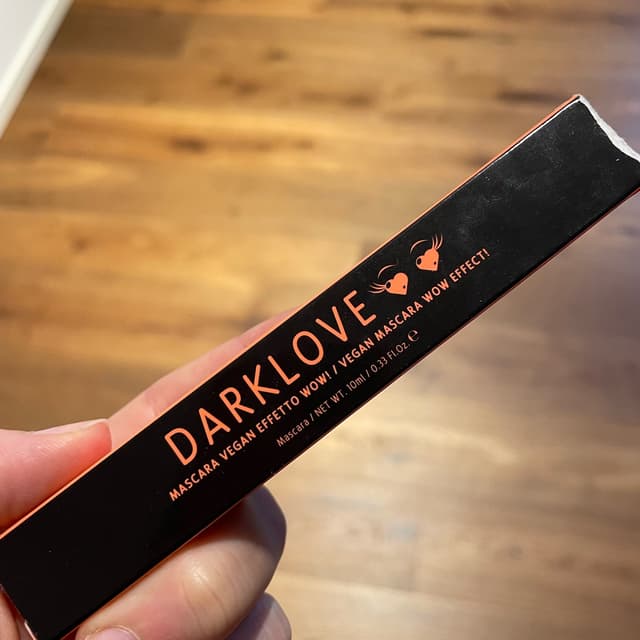 DARKLOVE
MASCARA VEGAN EFFETTO WOW! / VEGAN MASCARA WOW EFFECT!
Mascara / NET WT. 10ml / 0.33 Fl.Oz ℮